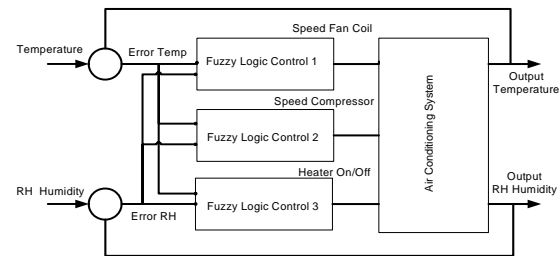 Speed Fan Coil
Temperature
Error Temp
Fuzzy Logic Control 1
Output
Temperature
Speed Compressor
Fuzzy Logic Control 2
Air Conditioning System
Heater On/Off
RH Humidity
Fuzzy Logic Control 3
Output
RH Humidity
Error RH